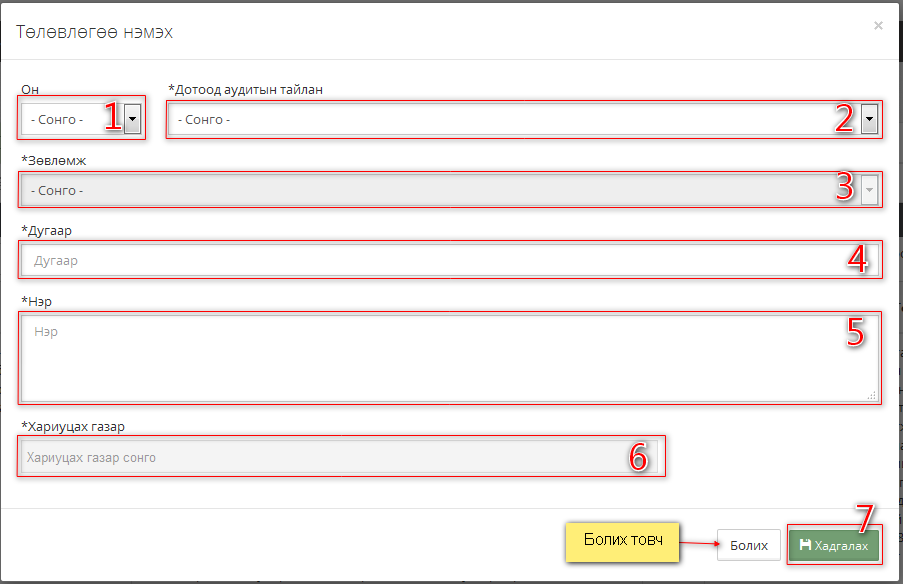 Төлөвлөгөө нэмэх ×
Он *Дотоод аудитын тайлан
- Сонго - 1 - Сонго - 2
*Зөвлөмж
- Сонго - 3
*Дугаар
Дугаар 4
*Нэр
Нэр 5
*Хариуцах газар
Хариуцах газар сонго 6
7
Болих товч Болих Хадгалах